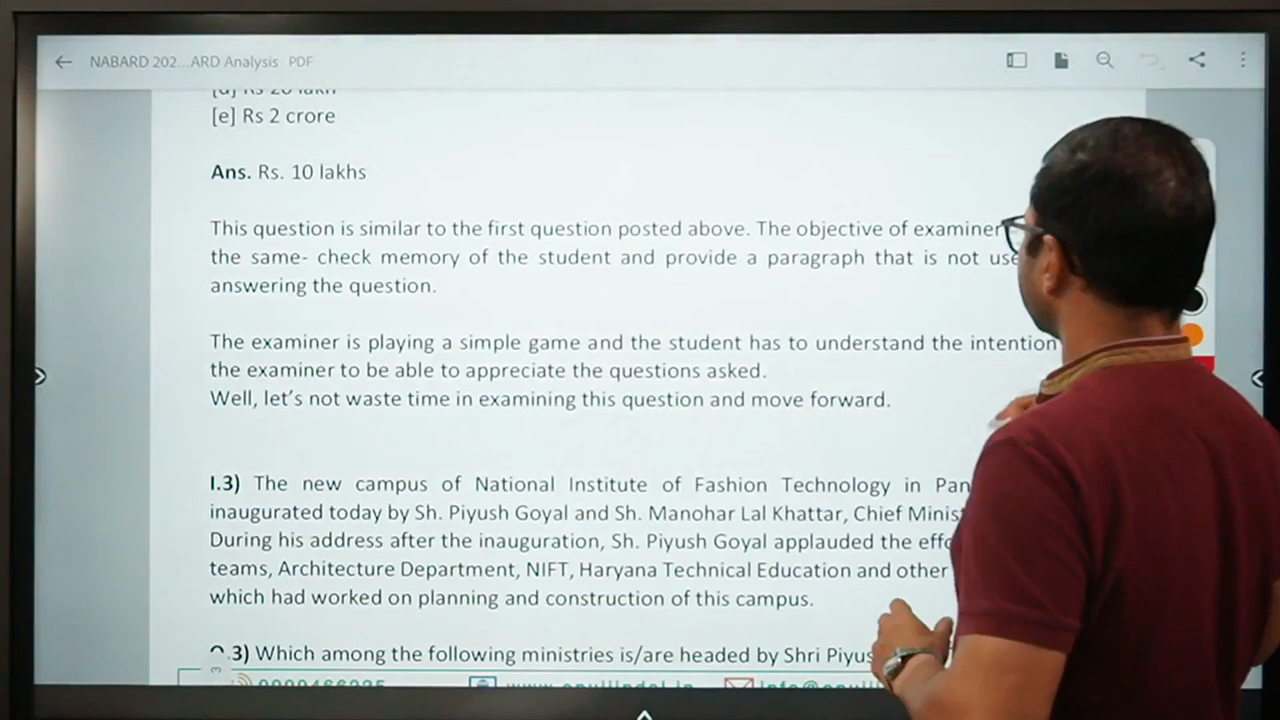 NABARD 202...ARD Analysis PDF
[e] Rs 2 crore
Ans. Rs. 10 lakhs
This question is similar to the first question posted above. The objective of examiner
the same- check memory of the student and provide a paragraph that is not
answering the question.
The examiner is playing a simple game and the student has to understand the intention
the examiner to be able to appreciate the questions asked.
Well, let's not waste time in examining this question and move forward.
I.3) The new campus of National Institute of Fashion Technology in
inaugurated today by Sh. Piyush Goyal and Sh. Manohar Lal Khattar, Chief
During his address after the inauguration, Sh. Piyush Goyal applauded the
teams, Architecture Department, NIFT, Haryana Technical Education and other
which had worked on planning and construction of this campus.
.3) Which among the following ministries is/are headed by Shri